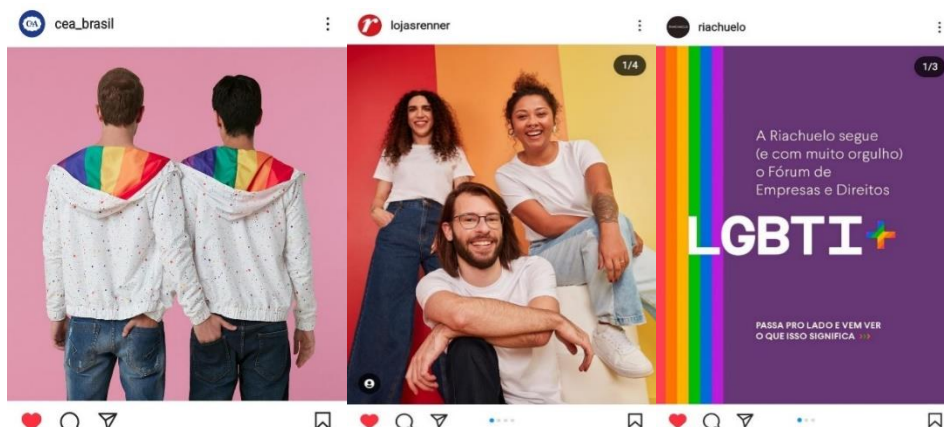 C&A
cea_brasil
r
lojasrenner
1/4
riachuelo
1/3
A Riachuelo segue
(e com muito orgulho)
o Fórum de
Empresas e Direitos
LGBTI+
PASSA PRO LADO E VEM VER
O QUE ISSO SIGNIFICA >>>